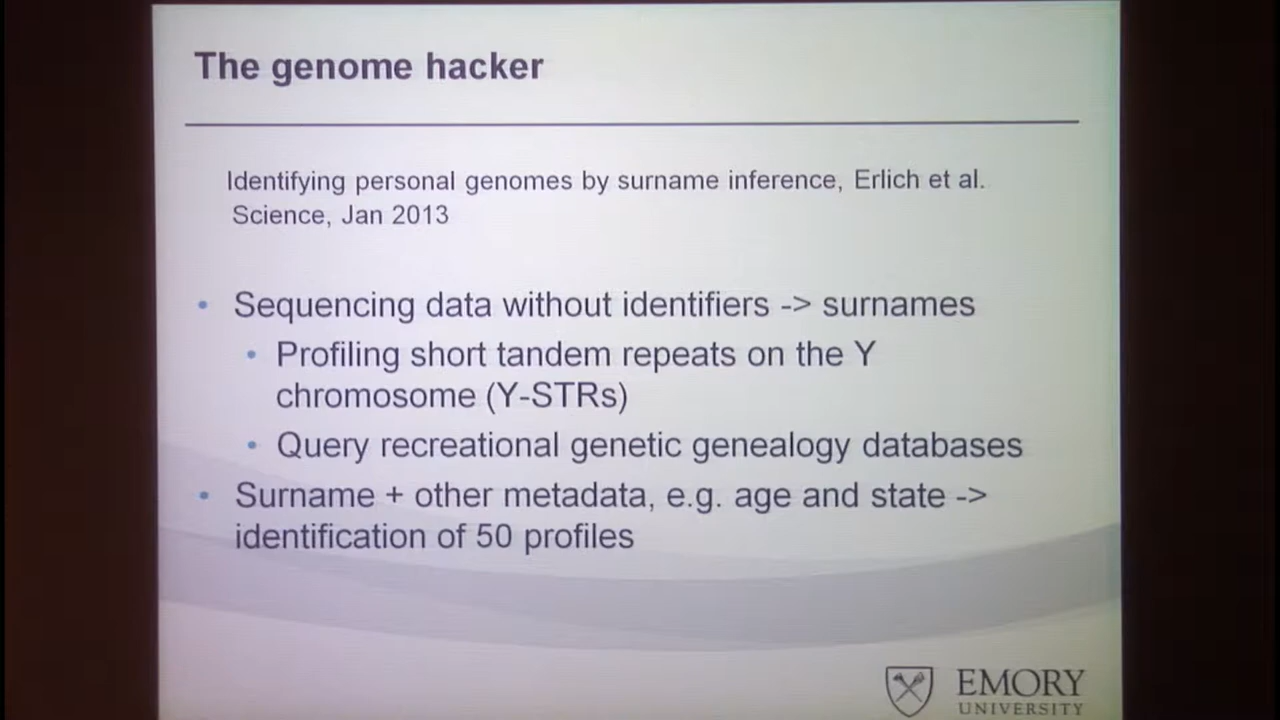 The genome hacker
Identifying personal genomes by surname inference, Erlich et al.
Science, Jan 2013
• Sequencing data without identifiers -> surnames
• Profiling short tandem repeats on the Y
chromosome (Y-STRs)
• Query recreational genetic genealogy databases
• Surname + other metadata, e.g. age and state ->
identification of 50 profiles
EMORY
UNIVERSITY